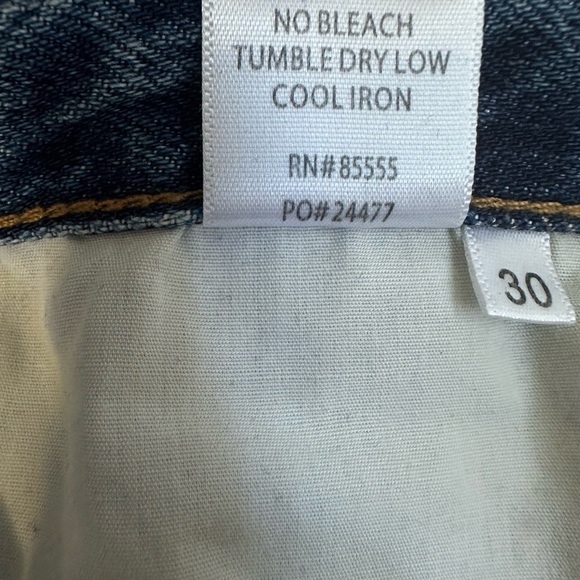 NO BLEACH
TUMBLE DRY LOW
COOL IRON
RN#85555
PO#24477
30